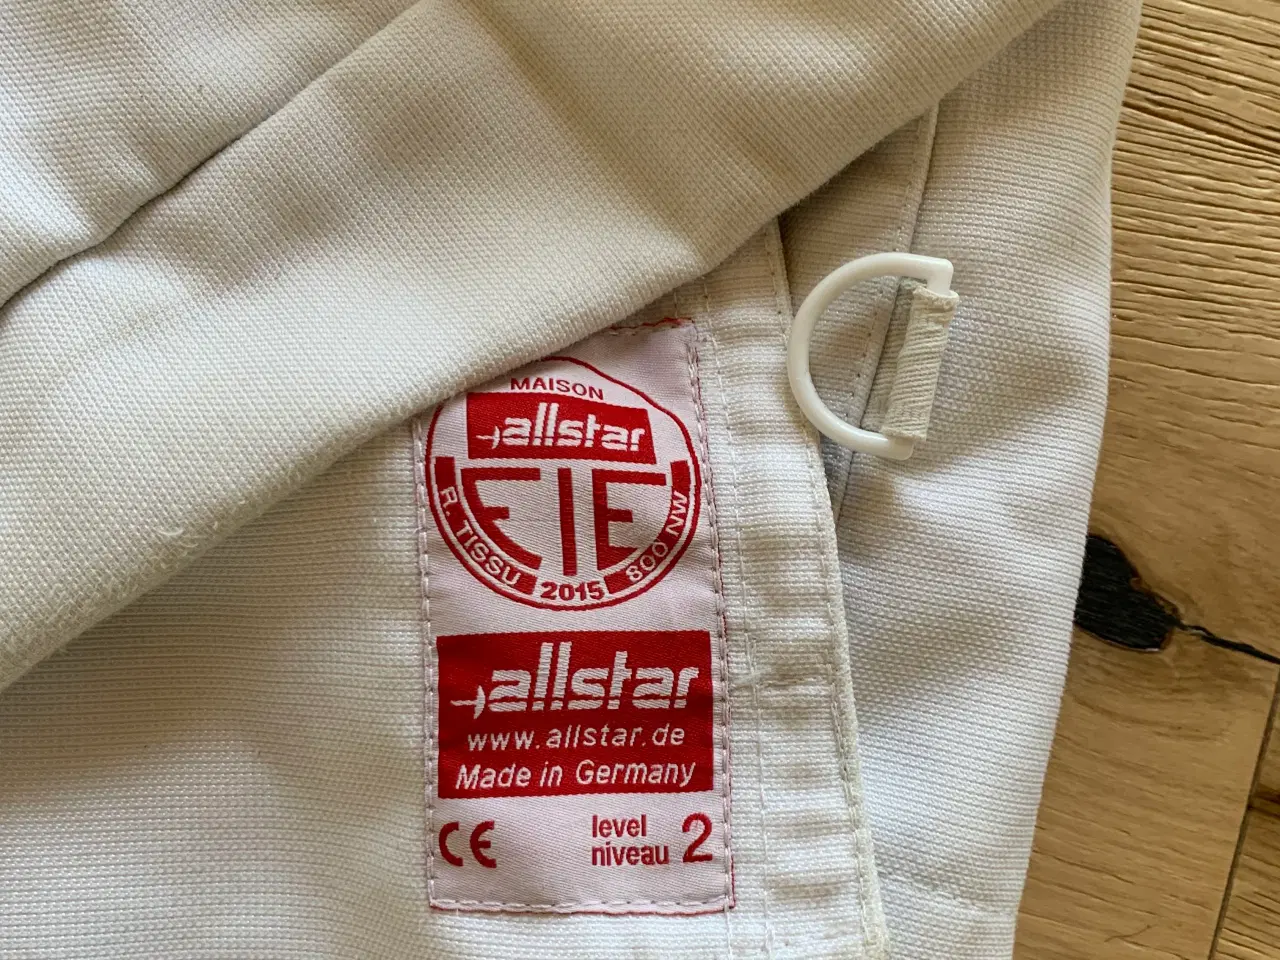 MAISON
allstar
FIE
R. TISSU 2015 800 NW
allstar
www.allstar.de
Made in Germany
CE level 2
niveau